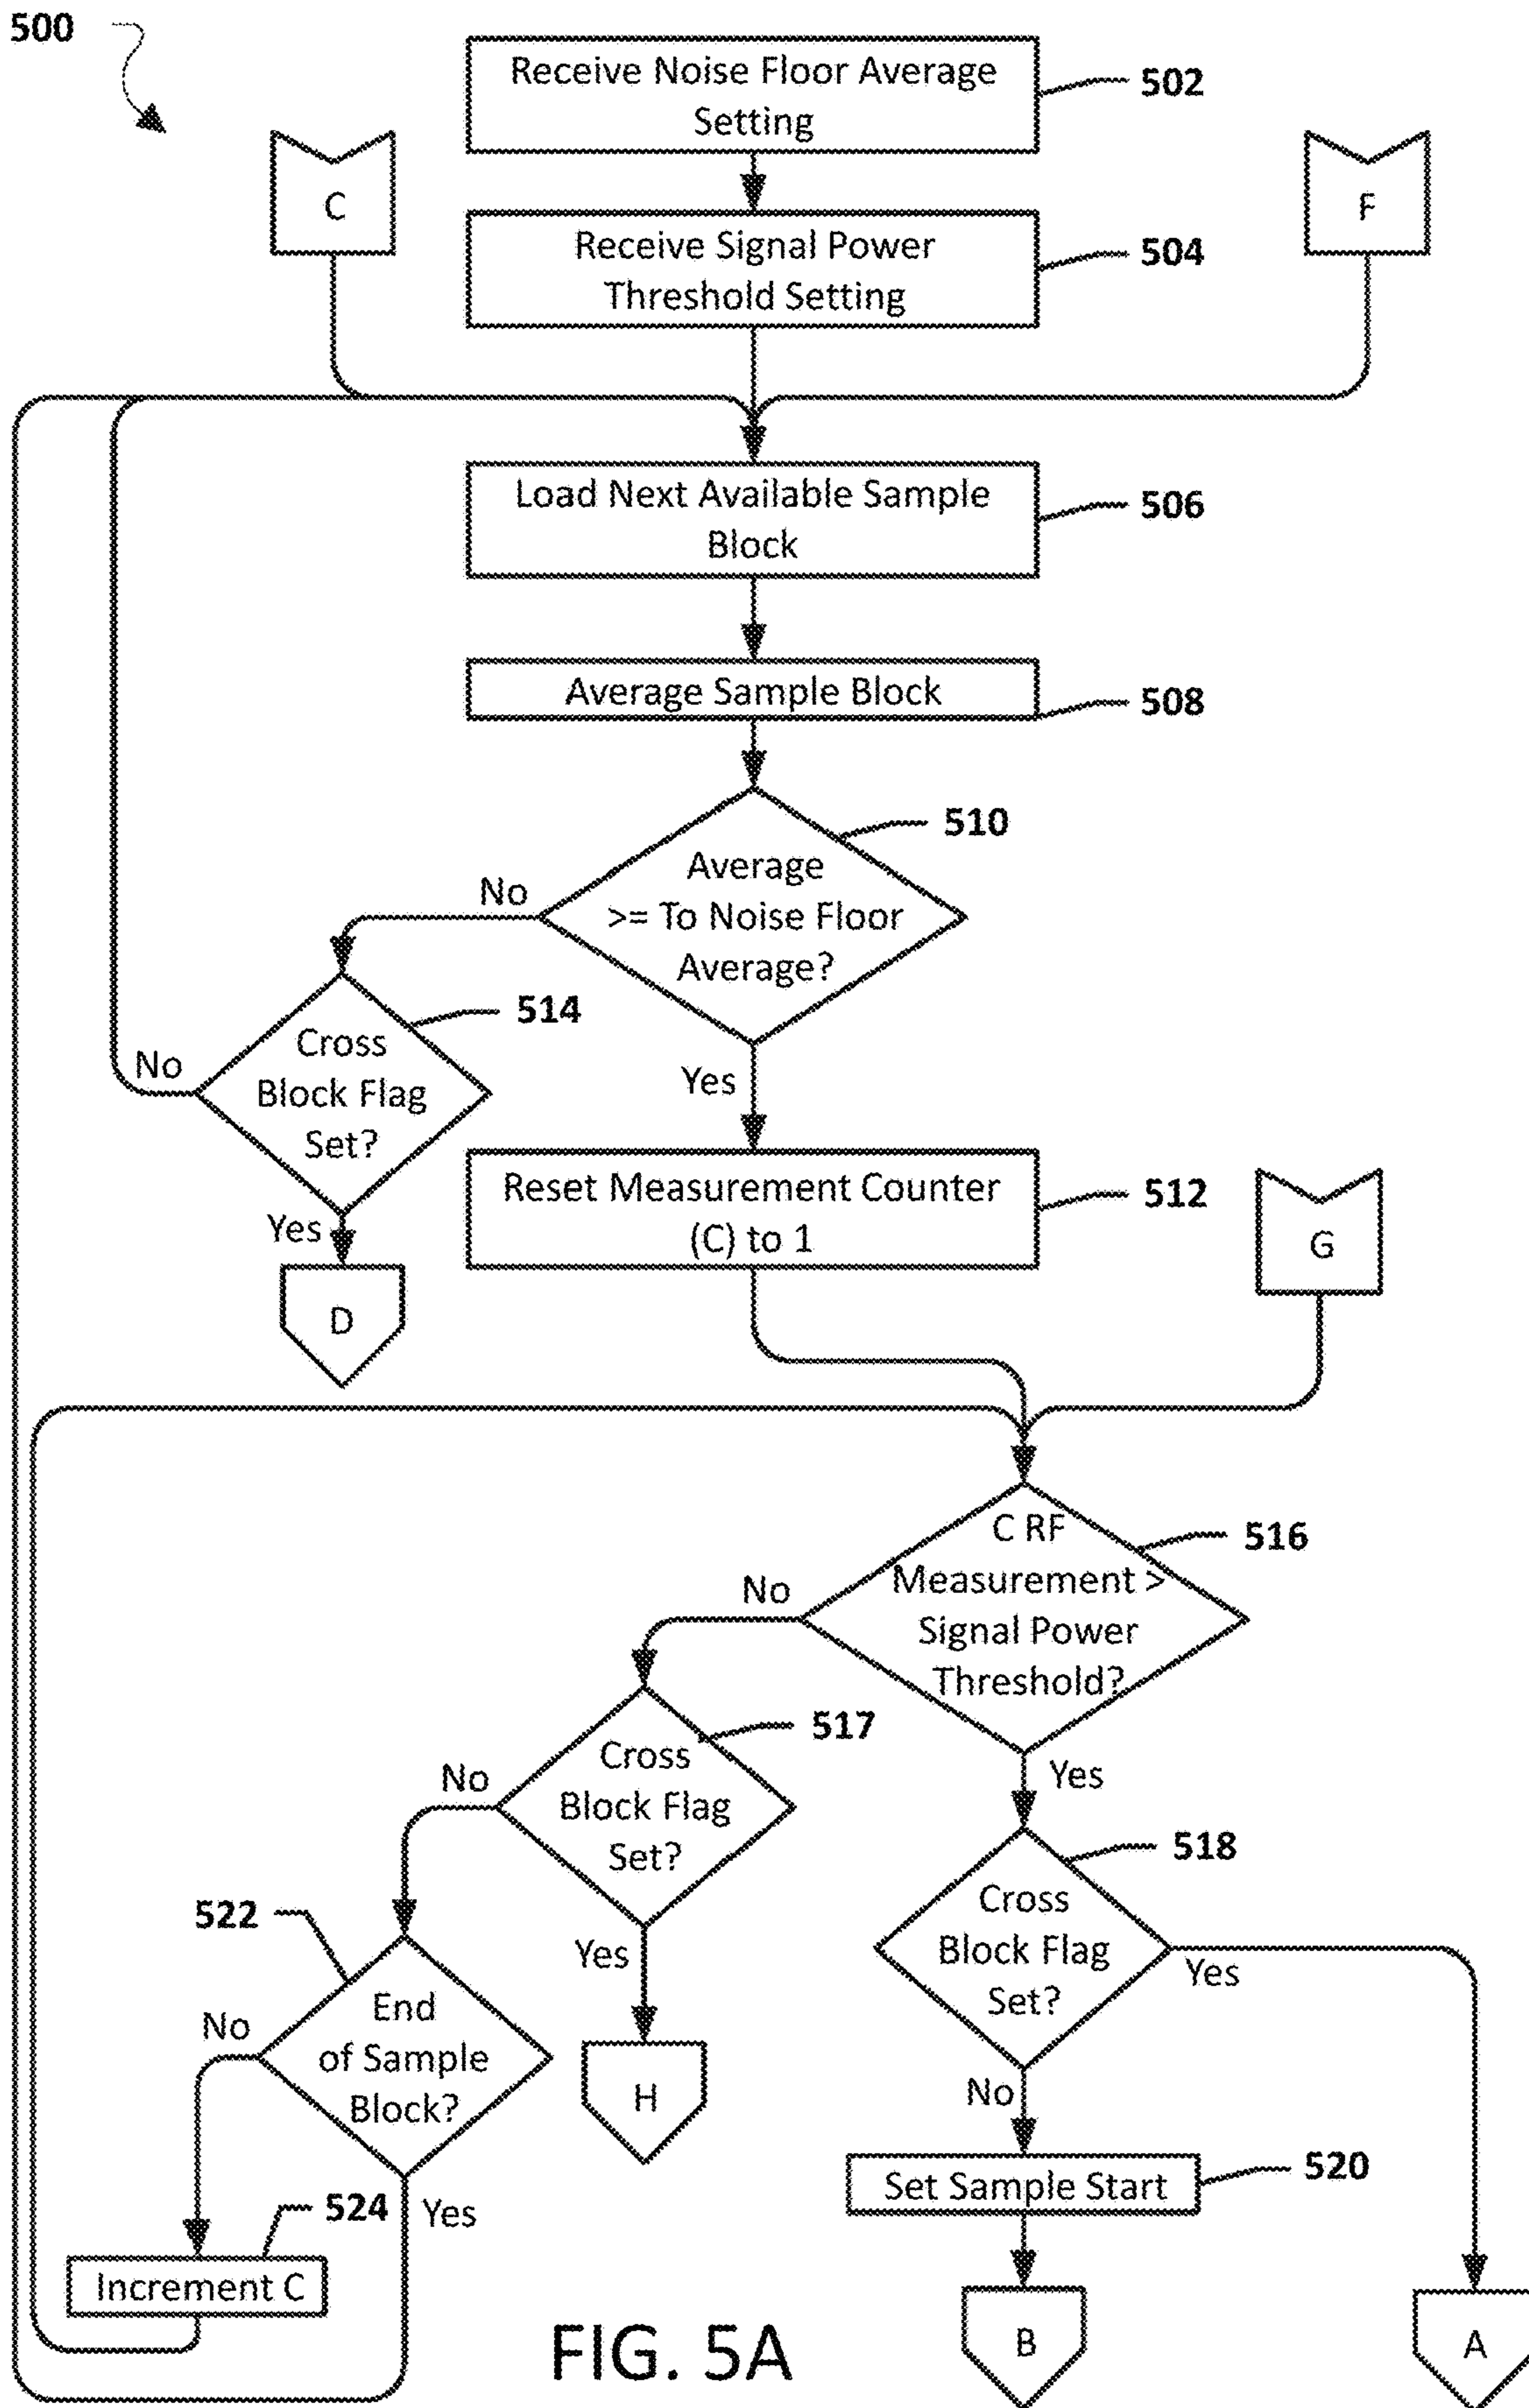 500
Receive Noise Floor Average
Setting
502
C
F
Receive Signal Power
Threshold Setting
504
Load Next Available Sample
Block
506
Average Sample Block
508
510
Average
>= To Noise Floor
Average?
No
514
Cross
Block Flag
Set?
No
Yes
Yes
Reset Measurement Counter
(C) to 1
512
G
D
C RF
Measurement >
Signal Power
Threshold?
516
No
517
Cross
Block Flag
Set?
No
Yes
518
Cross
Block Flag
Set?
Yes
522
Yes
End
of Sample
Block?
No
H
No
Set Sample Start
520
524
Yes
Increment C
B
A
FIG. 5A